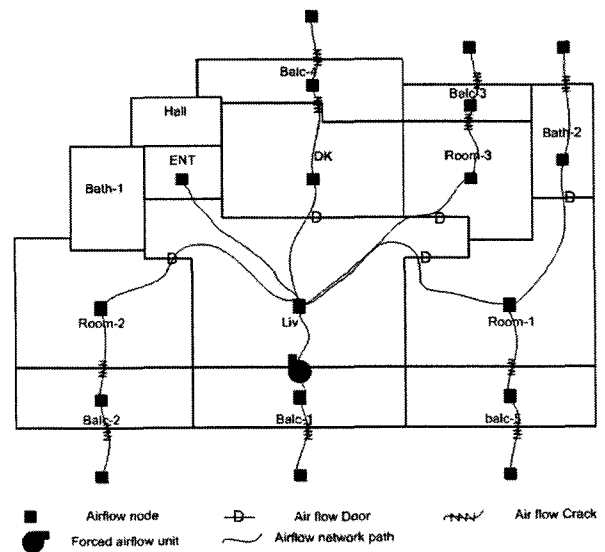 Balc-4
Balc-3
Hall
Bath-2
ENT
DK
Room-3
Bath-1
D
D
D
D
D
Room-2
Liv
Room-1
Balc-2
Balc-1
balc-5
Airflow node
D
Air flow Door
Air flow Crack
Forced airflow unit
Airflow network path